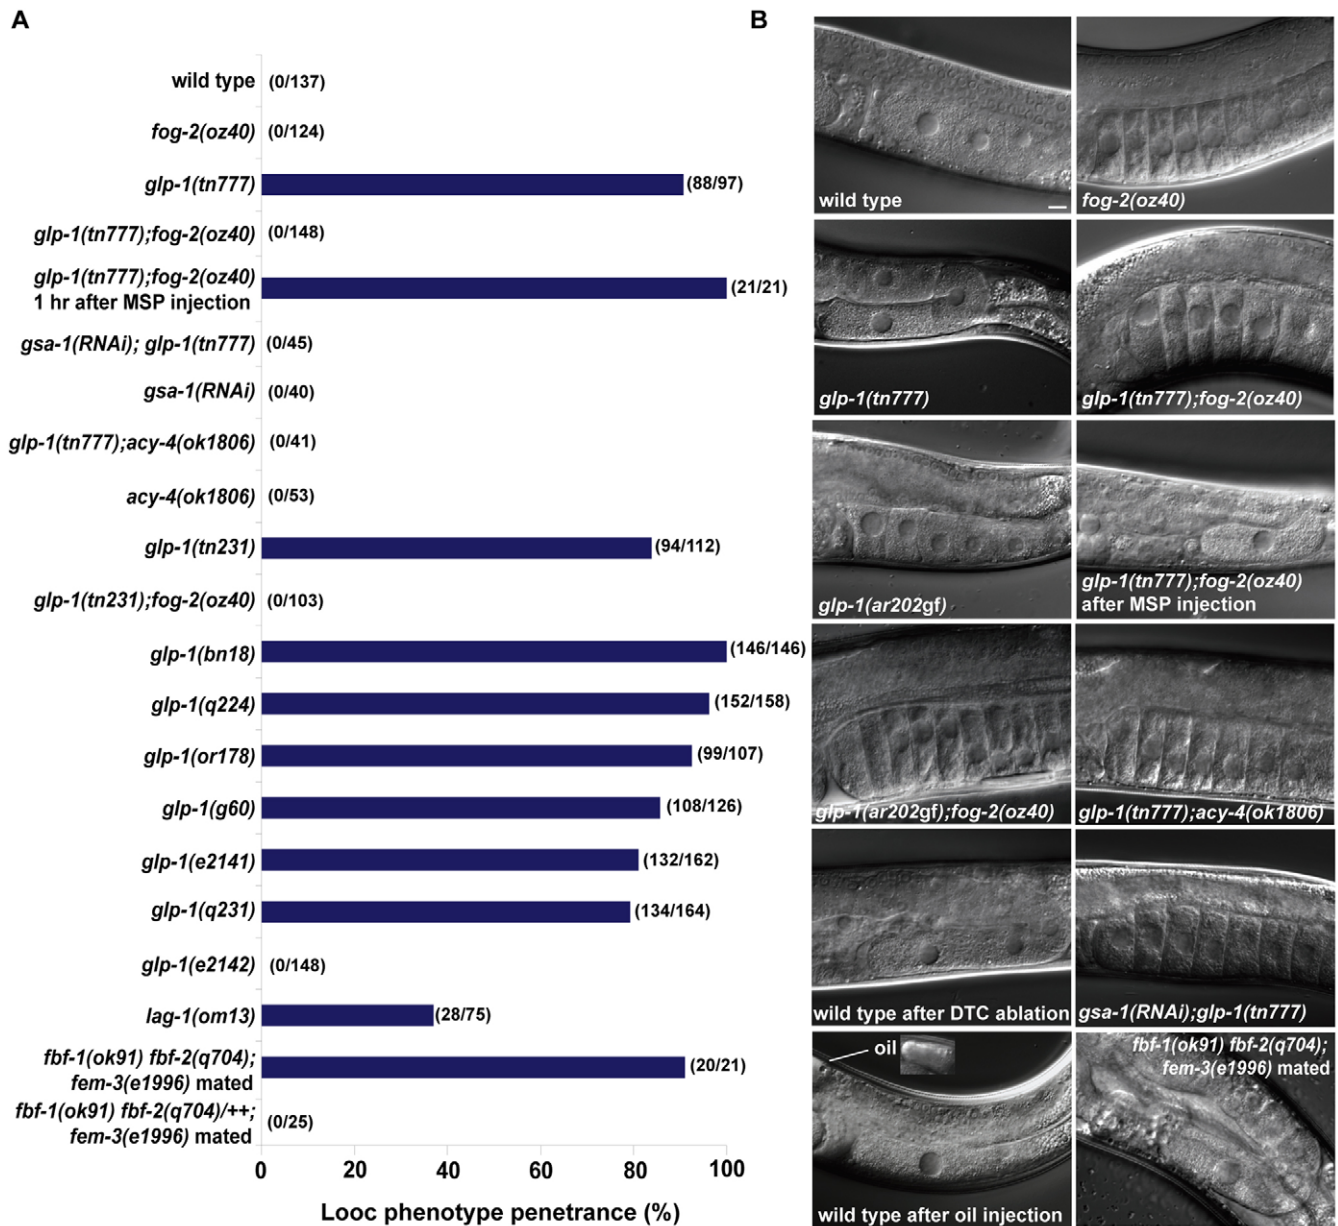 A
wild type (0/137)
fog-2(oz40) (0/124)
glp-1(tn777) (88/97)
glp-1(tn777);fog-2(oz40) (0/148)
glp-1(tn777);fog-2(oz40)
1 hr after MSP injection (21/21)
gsa-1(RNAi); glp-1(tn777) (0/45)
gsa-1(RNAi) (0/40)
glp-1(tn777);acy-4(ok1806) (0/41)
acy-4(ok1806) (0/53)
glp-1(tn231) (94/112)
glp-1(tn231);fog-2(oz40) (0/103)
glp-1(bn18) (146/146)
glp-1(q224) (152/158)
glp-1(or178) (99/107)
glp-1(g60) (108/126)
glp-1(e2141) (132/162)
glp-1(q231) (134/164)
glp-1(e2142) (0/148)
lag-1(om13) (28/75)
fbf-1(ok91) fbf-2(q704);
fem-3(e1996) mated (20/21)
fbf-1(ok91) fbf-2(q704)/++;
fem-3(e1996) mated (0/25)
0 20 40 60 80 100
Looc phenotype penetrance (%)
B
wild type
fog-2(oz40)
glp-1(tn777)
glp-1(tn777);fog-2(oz40)
glp-1(ar202gf)
glp-1(tn777);fog-2(oz40)
after MSP injection
glp-1(ar202gf);fog-2(oz40)
glp-1(tn777);acy-4(ok1806)
wild type after DTC ablation
gsa-1(RNAi);glp-1(tn777)
oil
wild type after oil injection
fbf-1(ok91) fbf-2(q704);
fem-3(e1996) mated